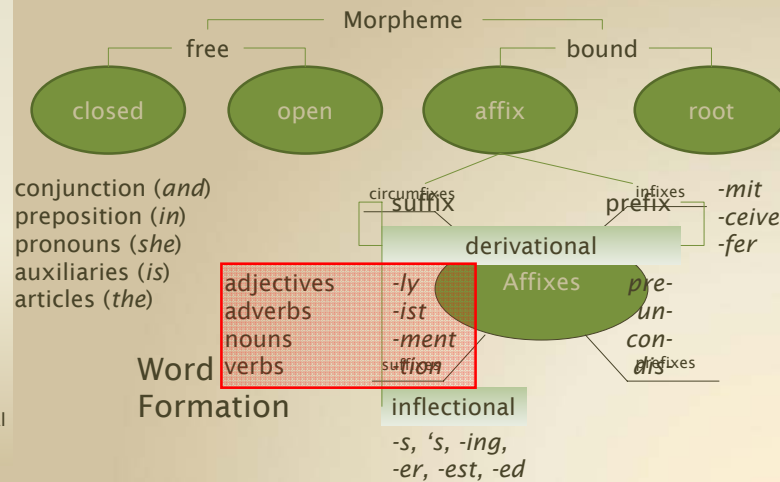 Morpheme
free
bound
closed
open
affix
root
conjunction (and)
preposition (in)
pronouns (she)
auxiliaries (is)
articles (the)
circumfixes
suffix
infixes
prefix
-mit
-ceive
-fer
derivational
Affixes
adjectives
adverbs
nouns
verbs
-ly
-ist
-ment
-tion
suffixes
pre-
un-
con-
dis-
prefixes
Word
Formation
inflectional
-s, ‘s, -ing,
-er, -est, -ed